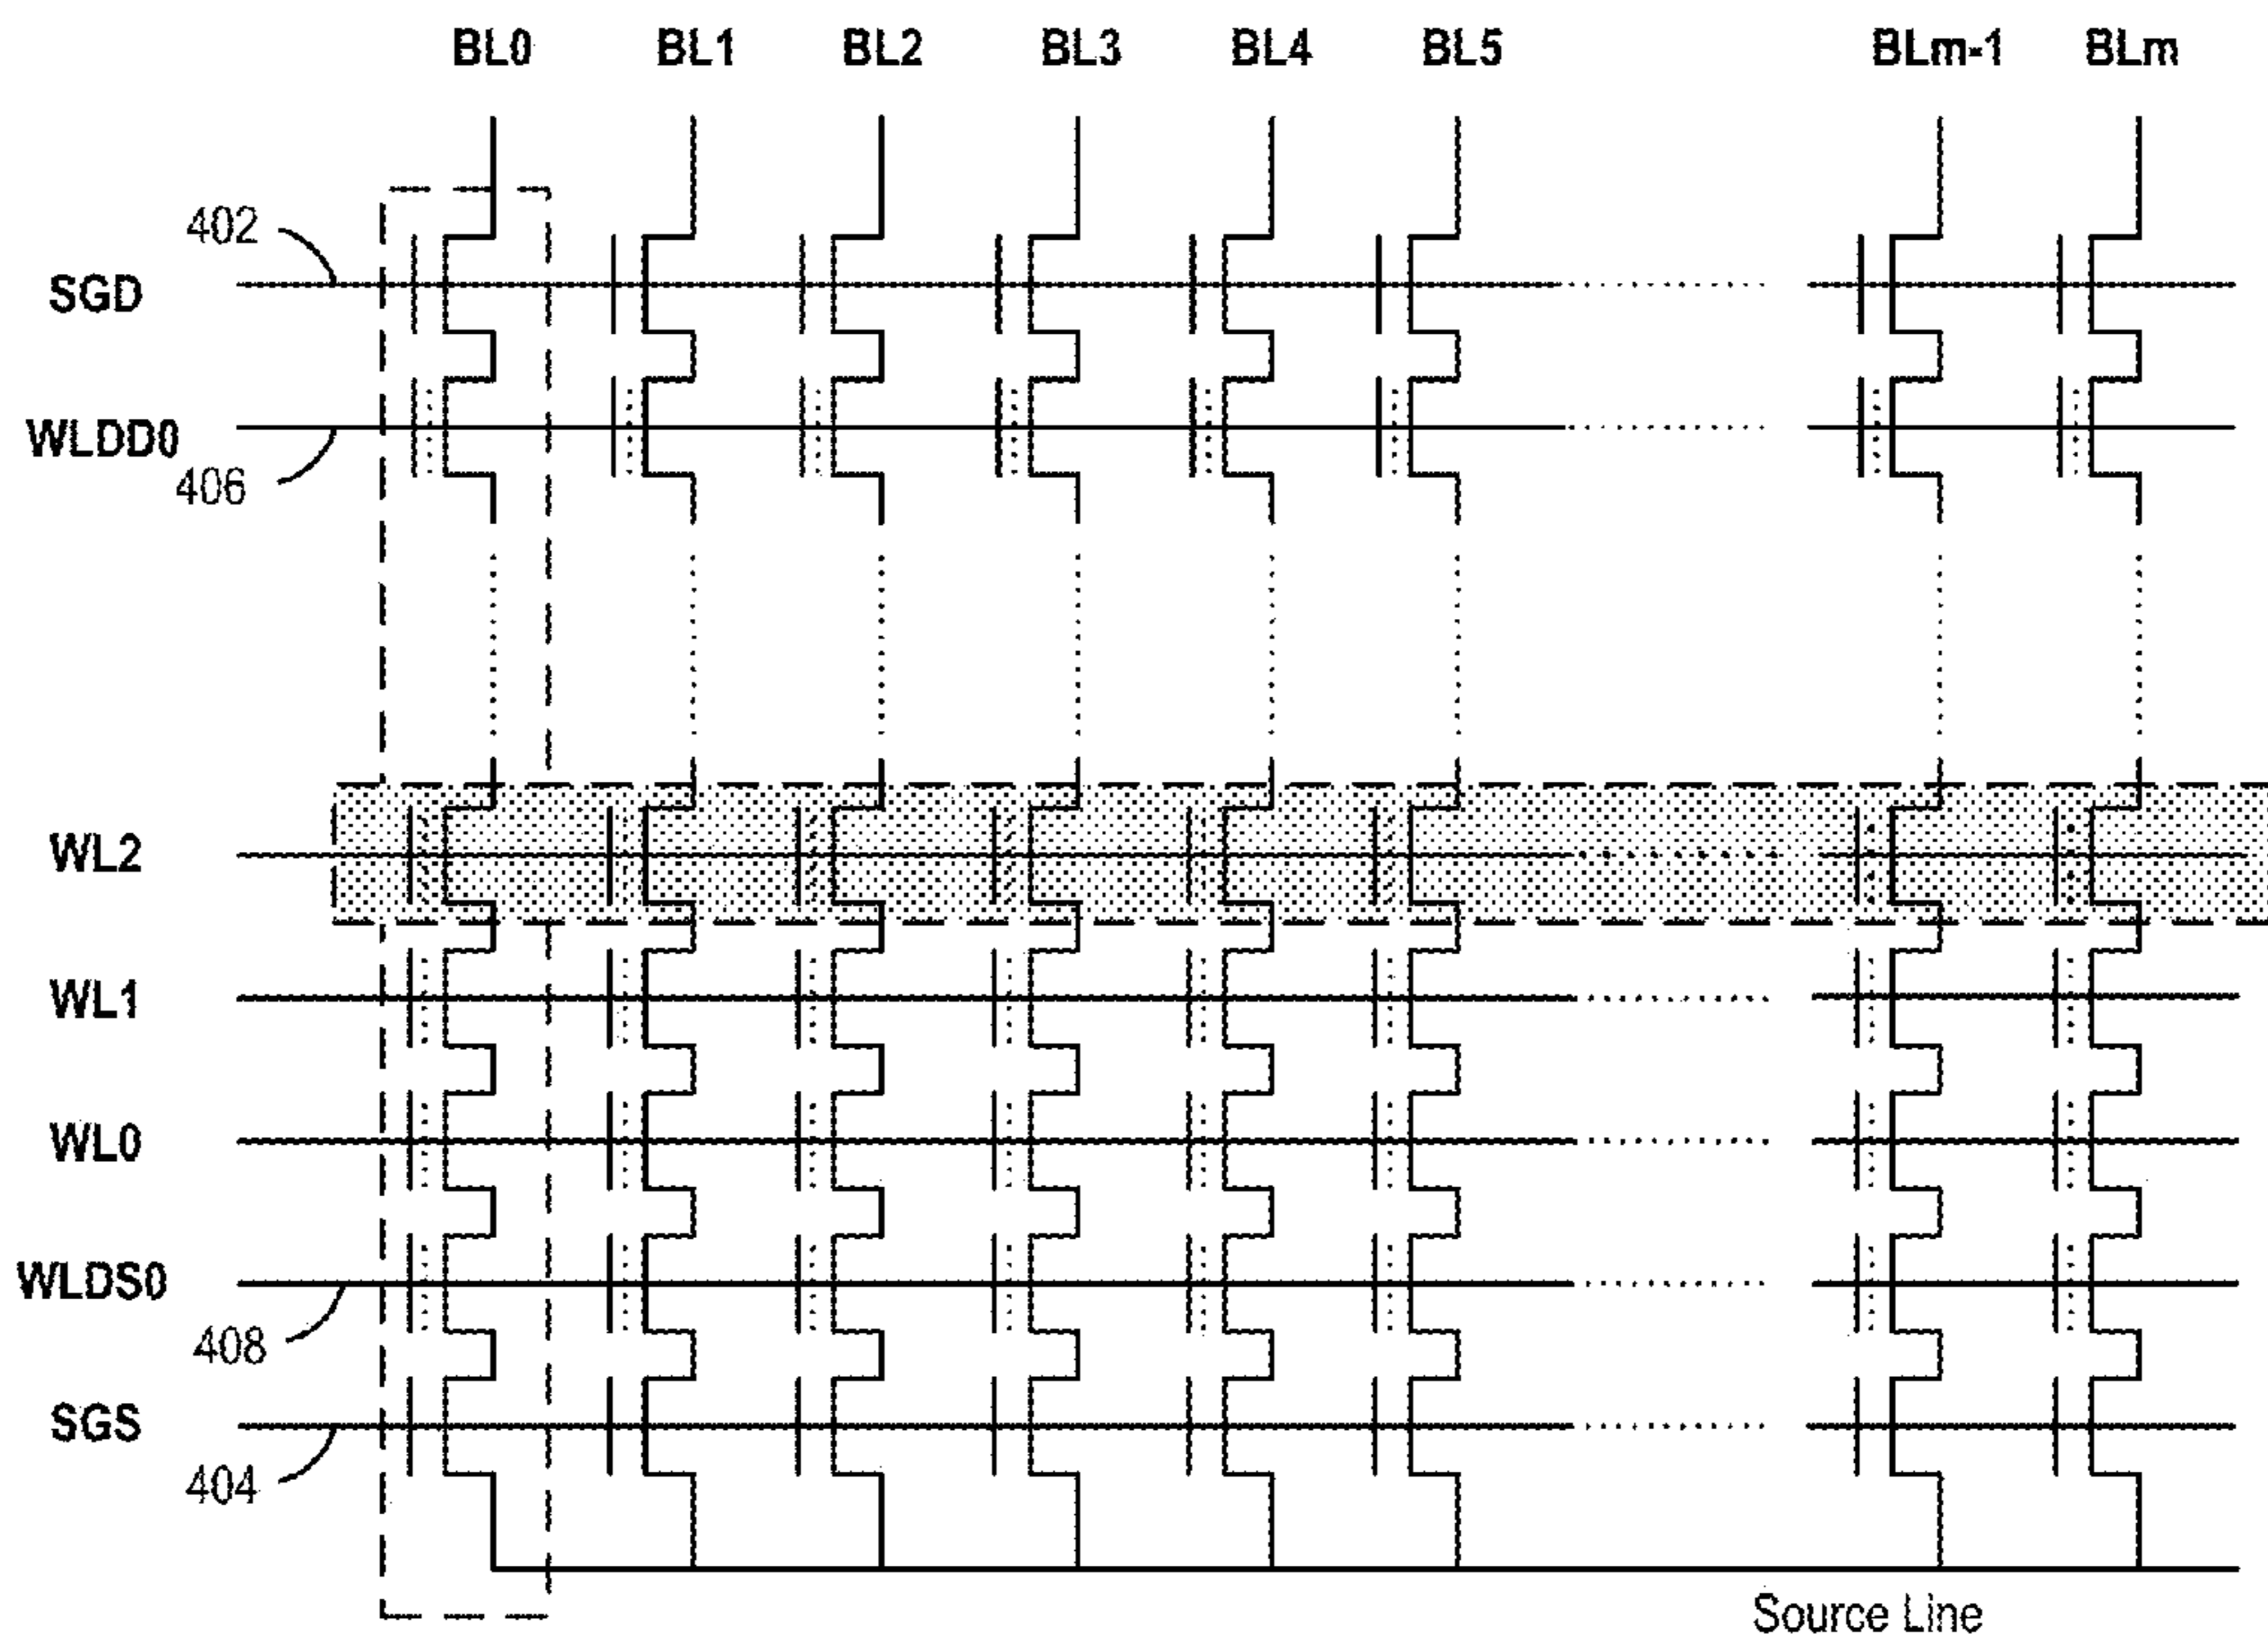 BL0 BL1 BL2 BL3 BL4 BL5 BLm-1 BLm
402
SGD
WLDD0
406
WL2
WL1
WL0
WLDS0
408
SGS
404
Source Line